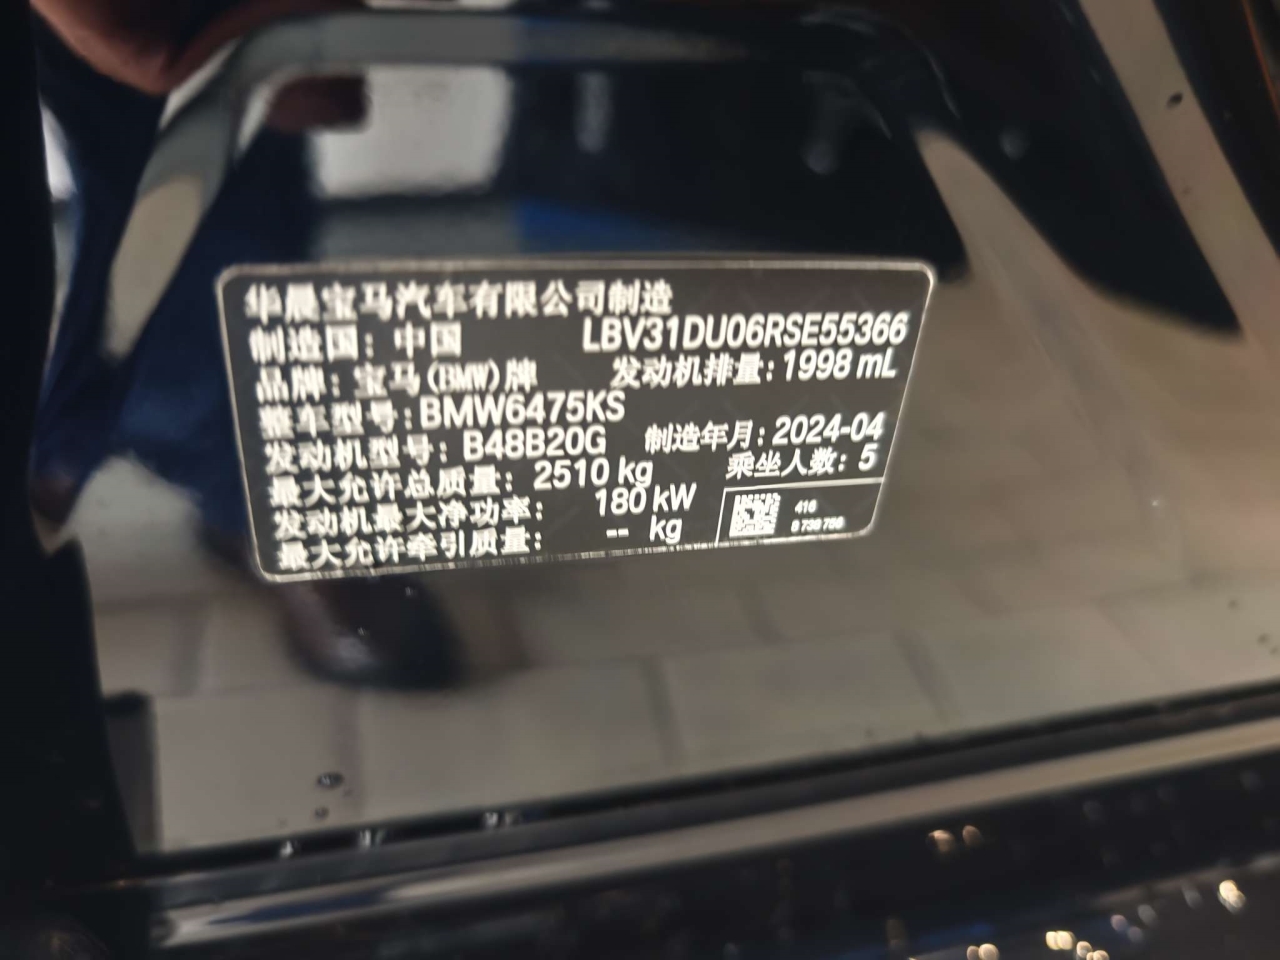 华晨宝马汽车有限公司制造
制造国：中国 LBV31DU06RSE55366
品牌：宝马(BMW)牌 发动机排量：1998 mL
整车型号：BMW6475KS
发动机型号：B48B20G 制造年月：2024-04
最大允许总质量：2510 kg 乘坐人数：5
发动机最大净功率：180 kW
最大允许牵引质量：-- kg